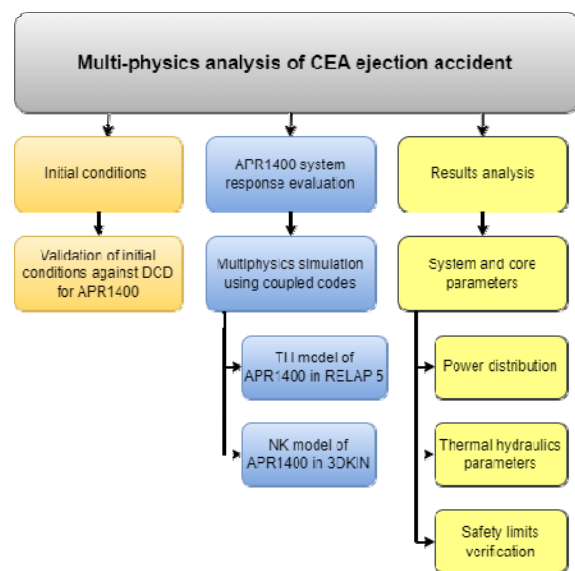 Multi-physics analysis of CEA ejection accident
Initial conditions
Validation of initial
conditions against DCD
for APR1400
APR1400 system
response evaluation
Multiphysics simulation
using coupled codes
TH model of
APR1400 in RELAP 5
NK model of
APR1400 in 3DKIN
Results analysis
System and core
parameters
Power distribution
Thermal hydraulics
parameters
Safety limits
verification